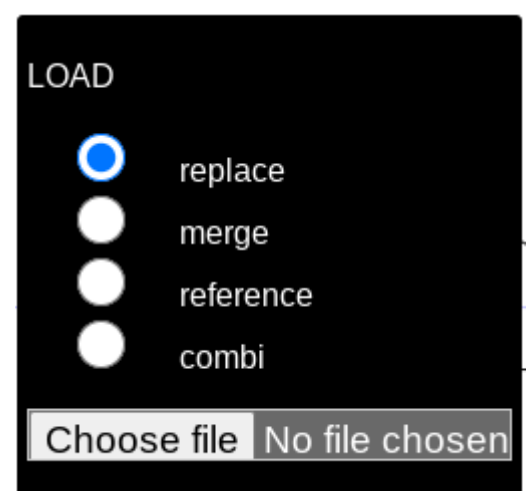 LOAD
replace
merge
reference
combi
Choose file No file chosen